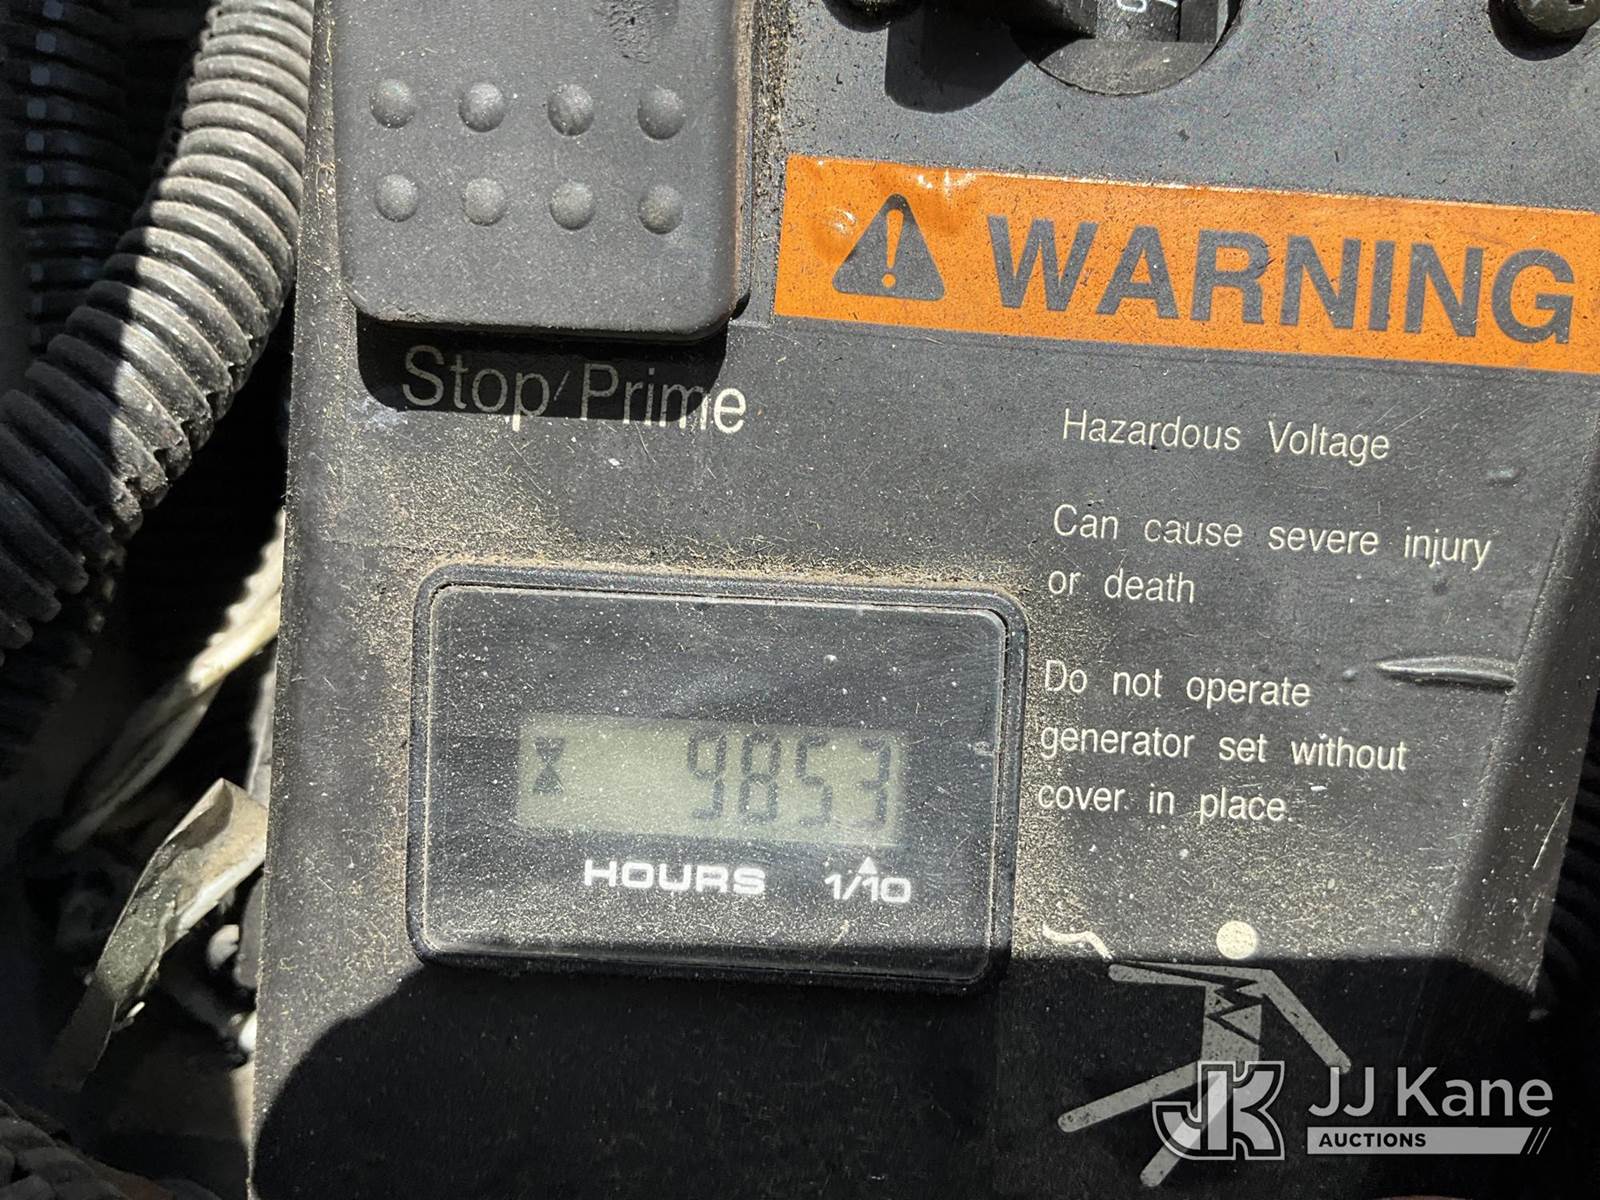 WARNING
Stop/Prime
Hazardous Voltage
Can cause severe injury
or death
Do not operate
generator set without
cover in place.
9853
HOURS 1/10
JK JJ Kane
AUCTIONS